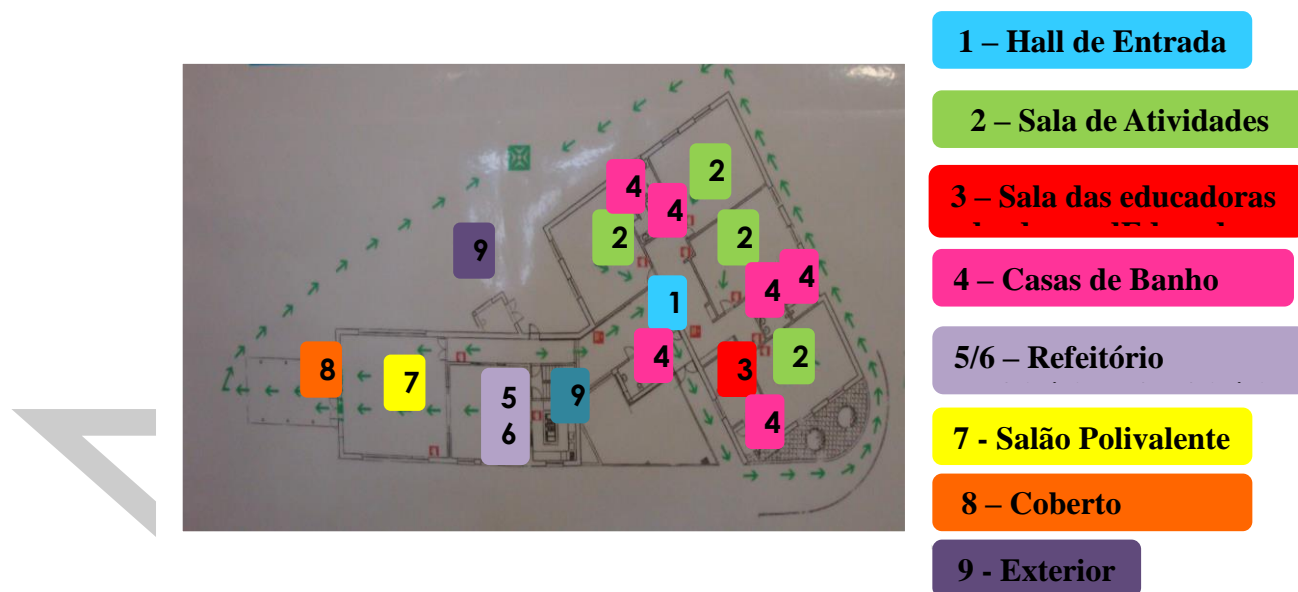 1 – Hall de Entrada
2 – Sala de Atividades
3 – Sala das educadoras
4 – Casas de Banho
5/6 – Refeitório
7 - Salão Polivalente
8 – Coberto
9 - Exterior
4
2
4
2
2
9
4
4
1
4
2
3
8
7
5
6
9
4